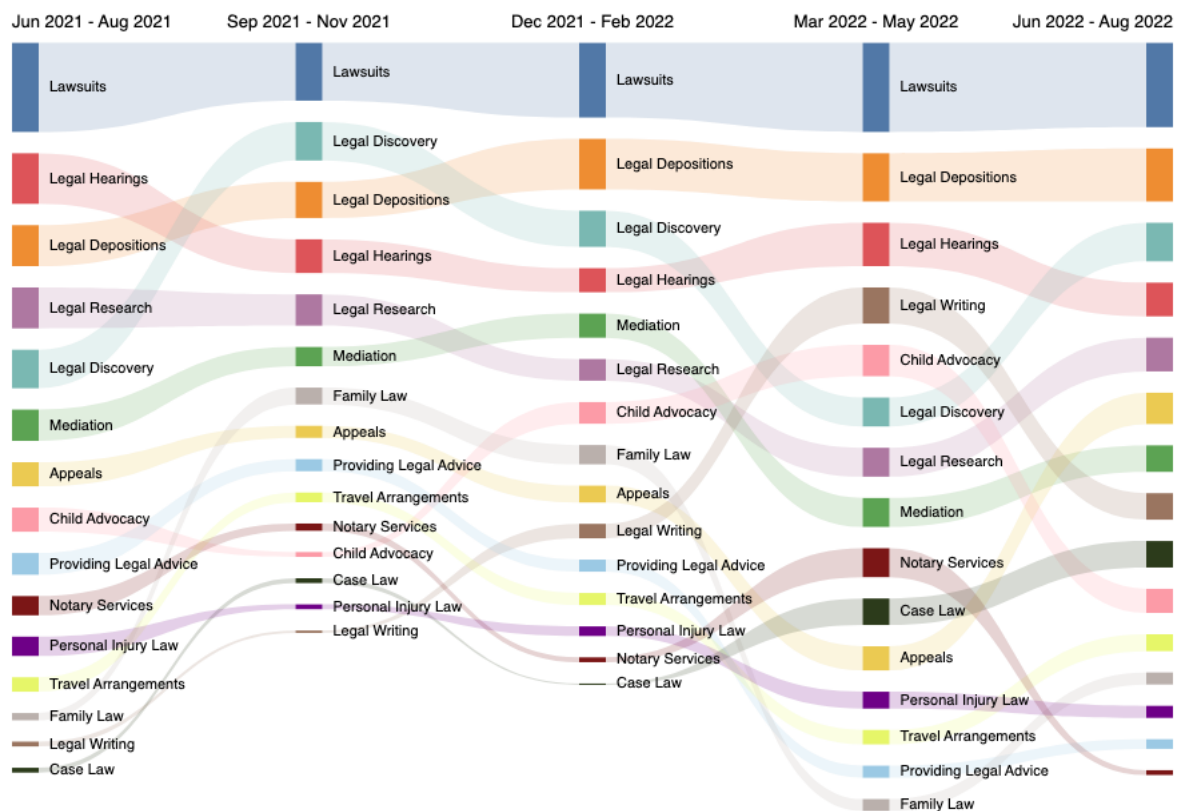 Jun 2021 - Aug 2021
Sep 2021 - Nov 2021
Dec 2021 - Feb 2022
Mar 2022 - May 2022
Jun 2022 - Aug 2022
Lawsuits
Legal Hearings
Legal Depositions
Legal Research
Legal Discovery
Mediation
Appeals
Child Advocacy
Providing Legal Advice
Notary Services
Personal Injury Law
Travel Arrangements
Family Law
Legal Writing
Case Law
Lawsuits
Legal Discovery
Legal Depositions
Legal Hearings
Legal Research
Mediation
Family Law
Appeals
Providing Legal Advice
Travel Arrangements
Notary Services
Child Advocacy
Case Law
Personal Injury Law
Legal Writing
Lawsuits
Legal Depositions
Legal Discovery
Legal Hearings
Mediation
Legal Research
Child Advocacy
Family Law
Appeals
Legal Writing
Providing Legal Advice
Travel Arrangements
Personal Injury Law
Notary Services
Case Law
Lawsuits
Legal Depositions
Legal Hearings
Legal Writing
Child Advocacy
Legal Discovery
Legal Research
Mediation
Notary Services
Case Law
Appeals
Personal Injury Law
Travel Arrangements
Providing Legal Advice
Family Law